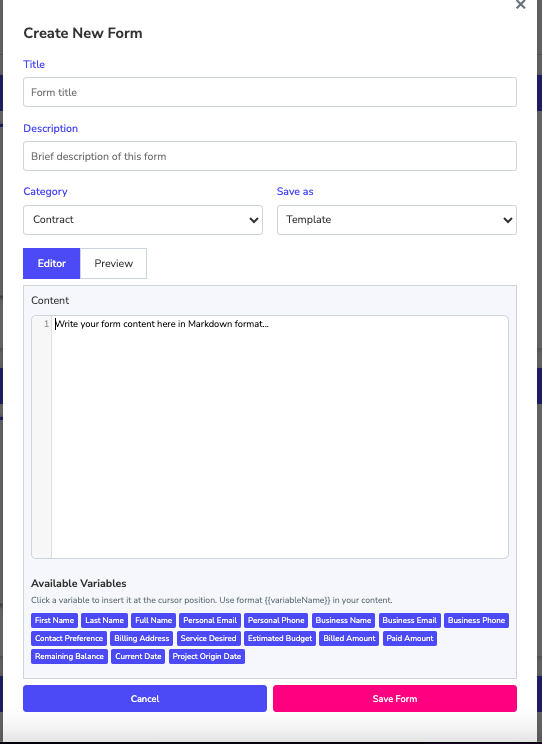 ×
Create New Form
Title
Form title
Description
Brief description of this form
Category Save as
Contract Template
Editor Preview
Content
1 Write your form content here in Markdown format...
Available Variables
Click a variable to insert it at the cursor position. Use format {{variableName}} in your content.
First Name Last Name Full Name Personal Email Personal Phone Business Name Business Email Business Phone
Contact Preference Billing Address Service Desired Estimated Budget Billed Amount Paid Amount
Remaining Balance Current Date Project Origin Date
Cancel Save Form